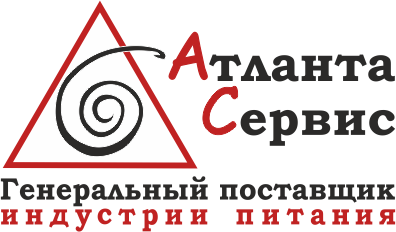 Атланта
Сервис
Генеральный поставщик
индустрии питания